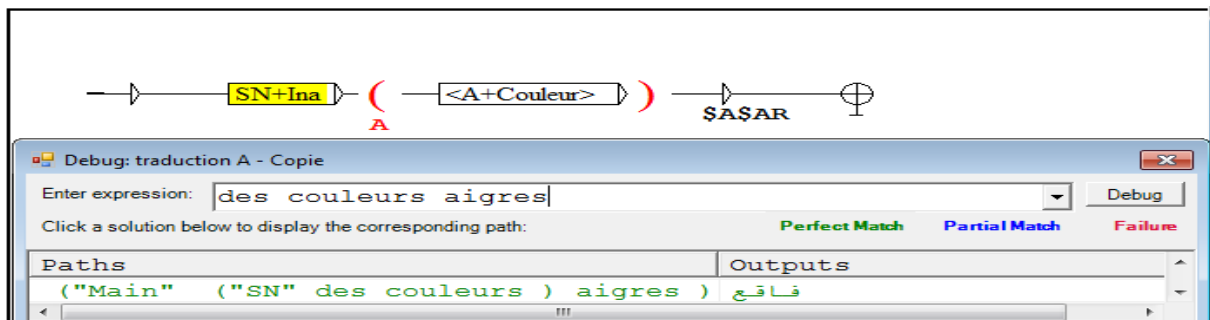 SN+Ina ( <A+Couleur> )
A $A$AR
Debug: traduction A - Copie
Enter expression: des couleurs aigres Debug
Click a solution below to display the corresponding path: Perfect Match Partial Match Failure
Paths Outputs
("Main" ("SN" des couleurs ) aigres ) فاقع